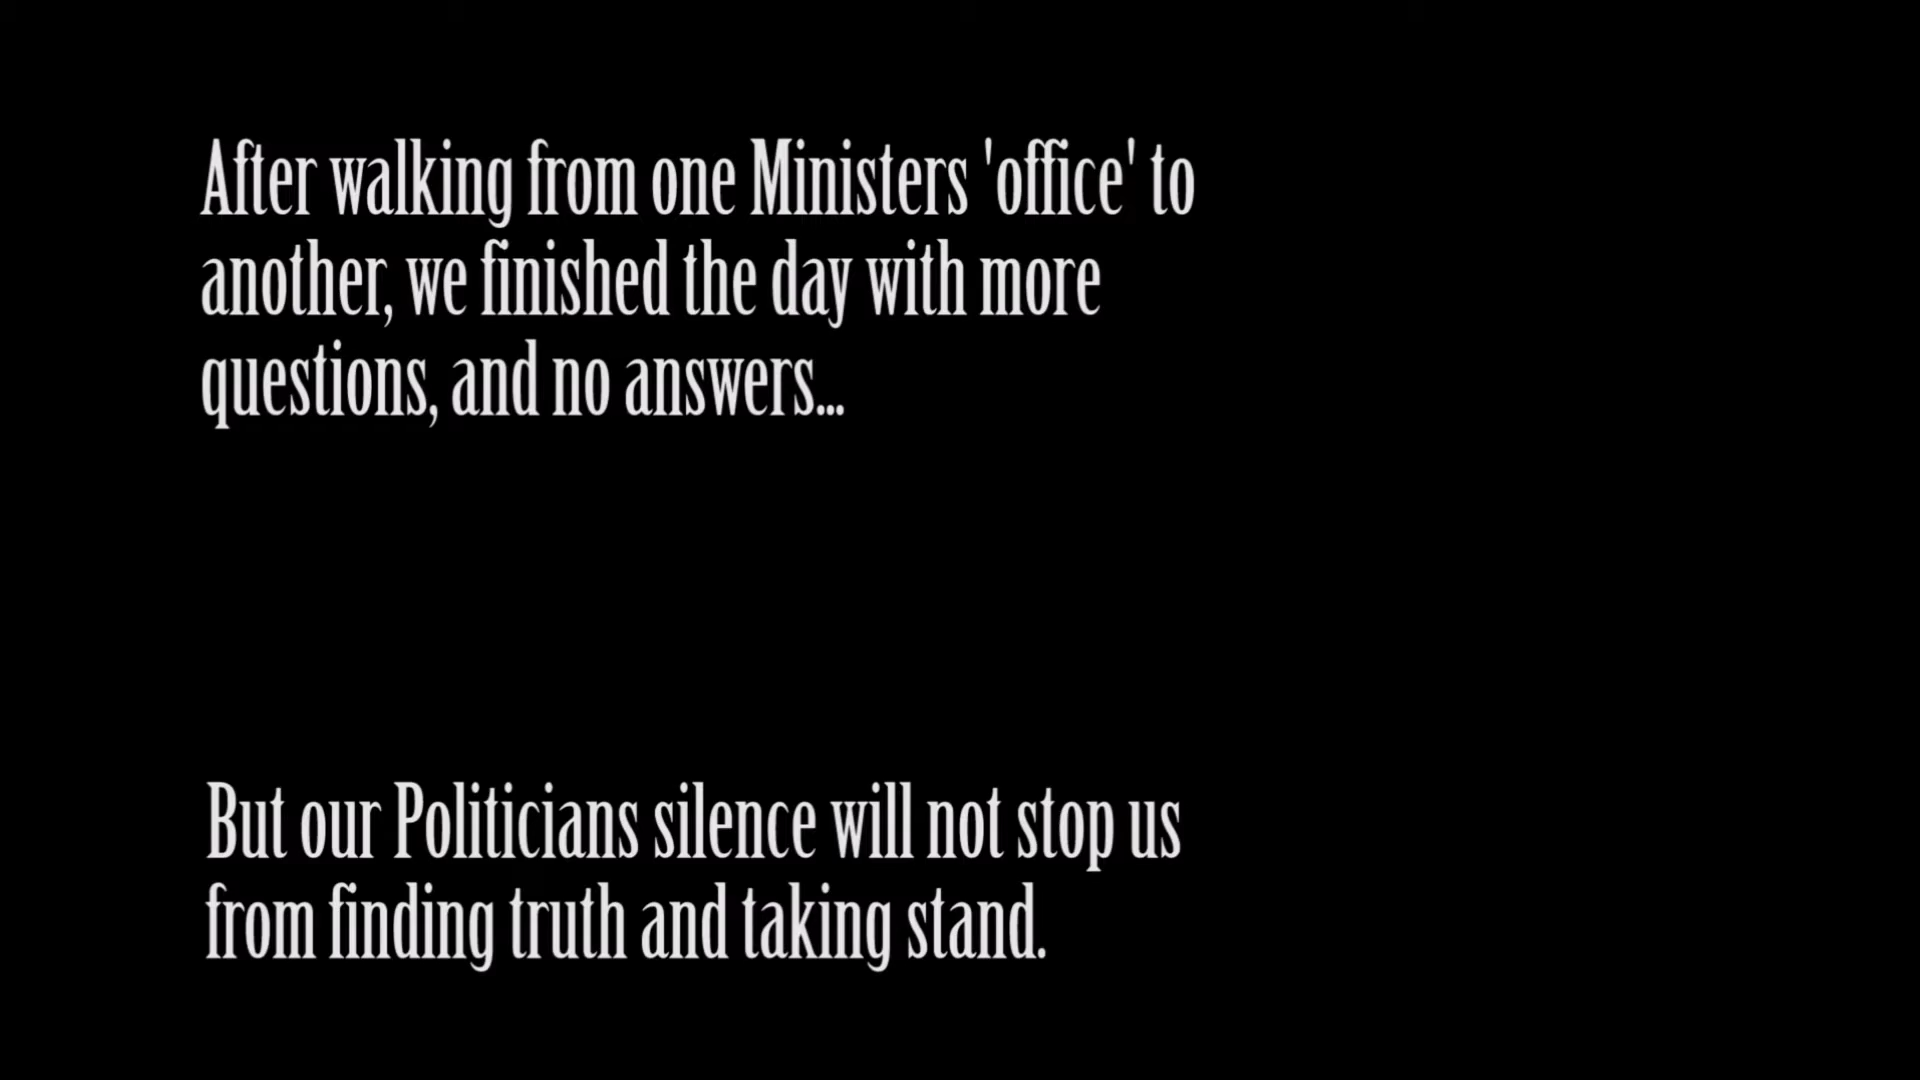 After walking from one Ministers 'office' to
another, we finished the day with more
questions, and no answers...
But our Politicians silence will not stop us
from finding truth and taking stand.